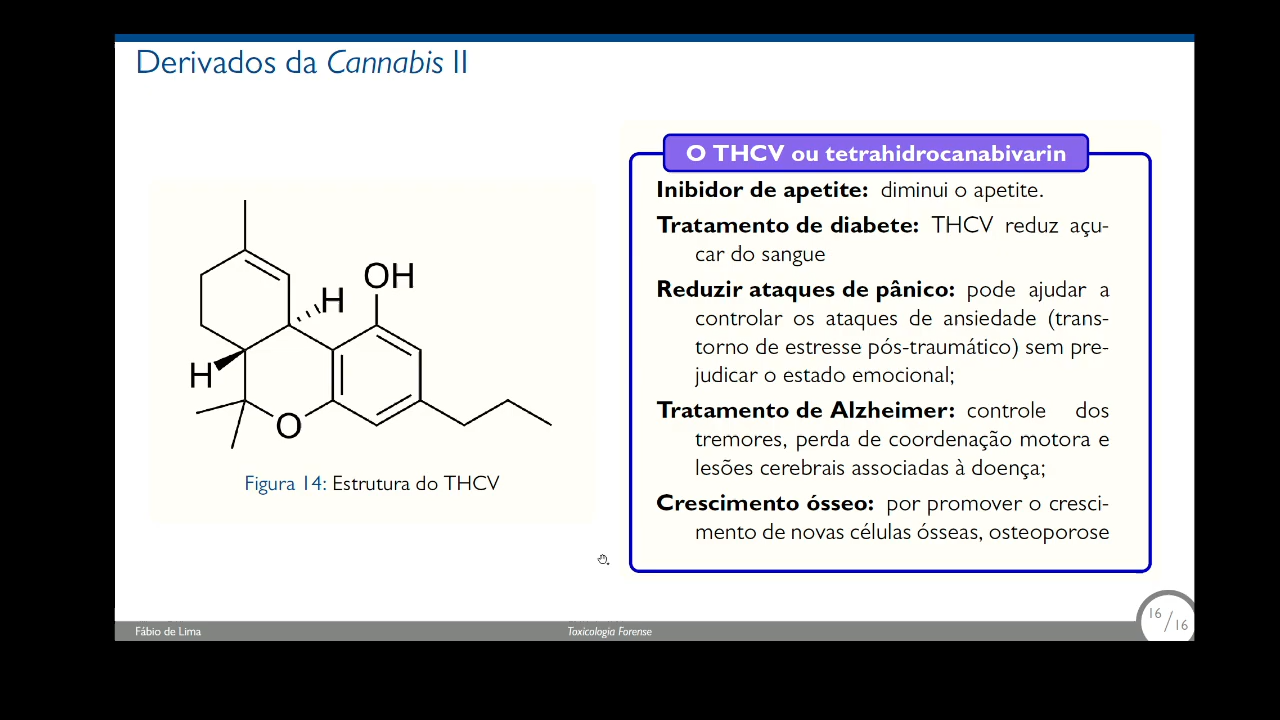 Derivados da Cannabis II
O THCV ou tetrahidrocanabivarin
Inibidor de apetite: diminui o apetite.
Tratamento de diabete: THCV reduz açu-
car do sangue
Reduzir ataques de pânico: pode ajudar a
controlar os ataques de ansiedade (trans-
torno de estresse pós-traumático) sem pre-
judicar o estado emocional;
Tratamento de Alzheimer: controle dos
tremores, perda de coordenação motora e
lesões cerebrais associadas à doença;
Crescimento ósseo: por promover o cresci-
mento de novas células ósseas, osteoporose
OH
H
H
O
Figura 14: Estrutura do THCV
Fábio de Lima
Toxicologia Forense
16/16